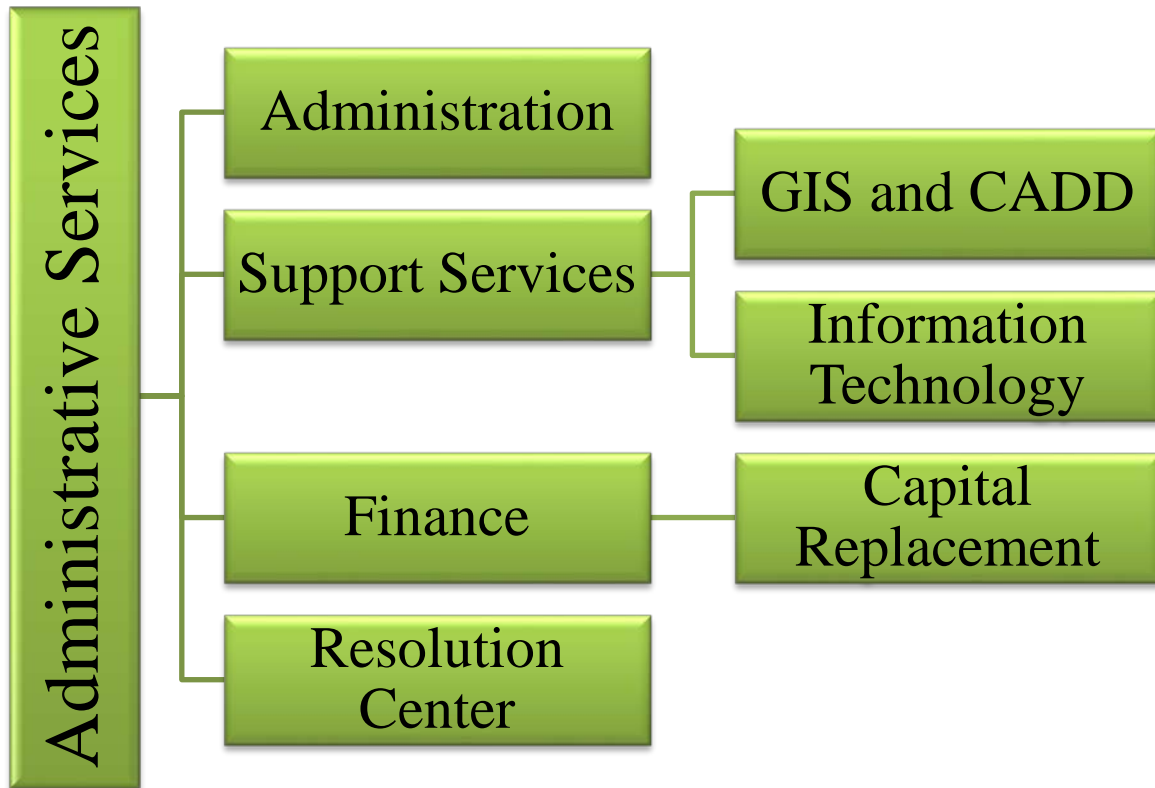 Administrative Services
Administration
Support Services
GIS and CADD
Information
Technology
Finance
Capital
Replacement
Resolution
Center